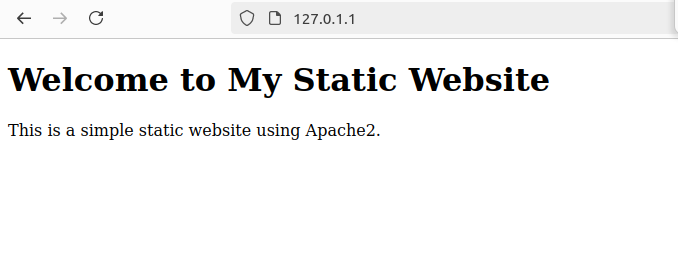 127.0.1.1
Welcome to My Static Website
This is a simple static website using Apache2.